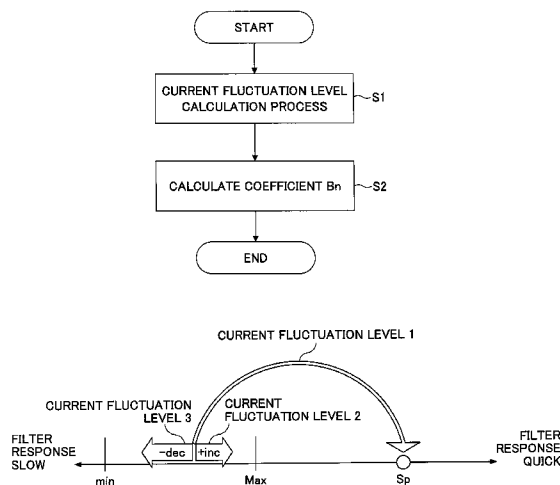 START
CURRENT FLUCTUATION LEVEL
CALCULATION PROCESS
S1
CALCULATE COEFFICIENT Bn
S2
END
CURRENT FLUCTUATION LEVEL 1
CURRENT FLUCTUATION
LEVEL 3
CURRENT
FLUCTUATION LEVEL 2
FILTER
RESPONSE
SLOW
-dec
+inc
FILTER
RESPONSE
QUICK
min
Max
Sp